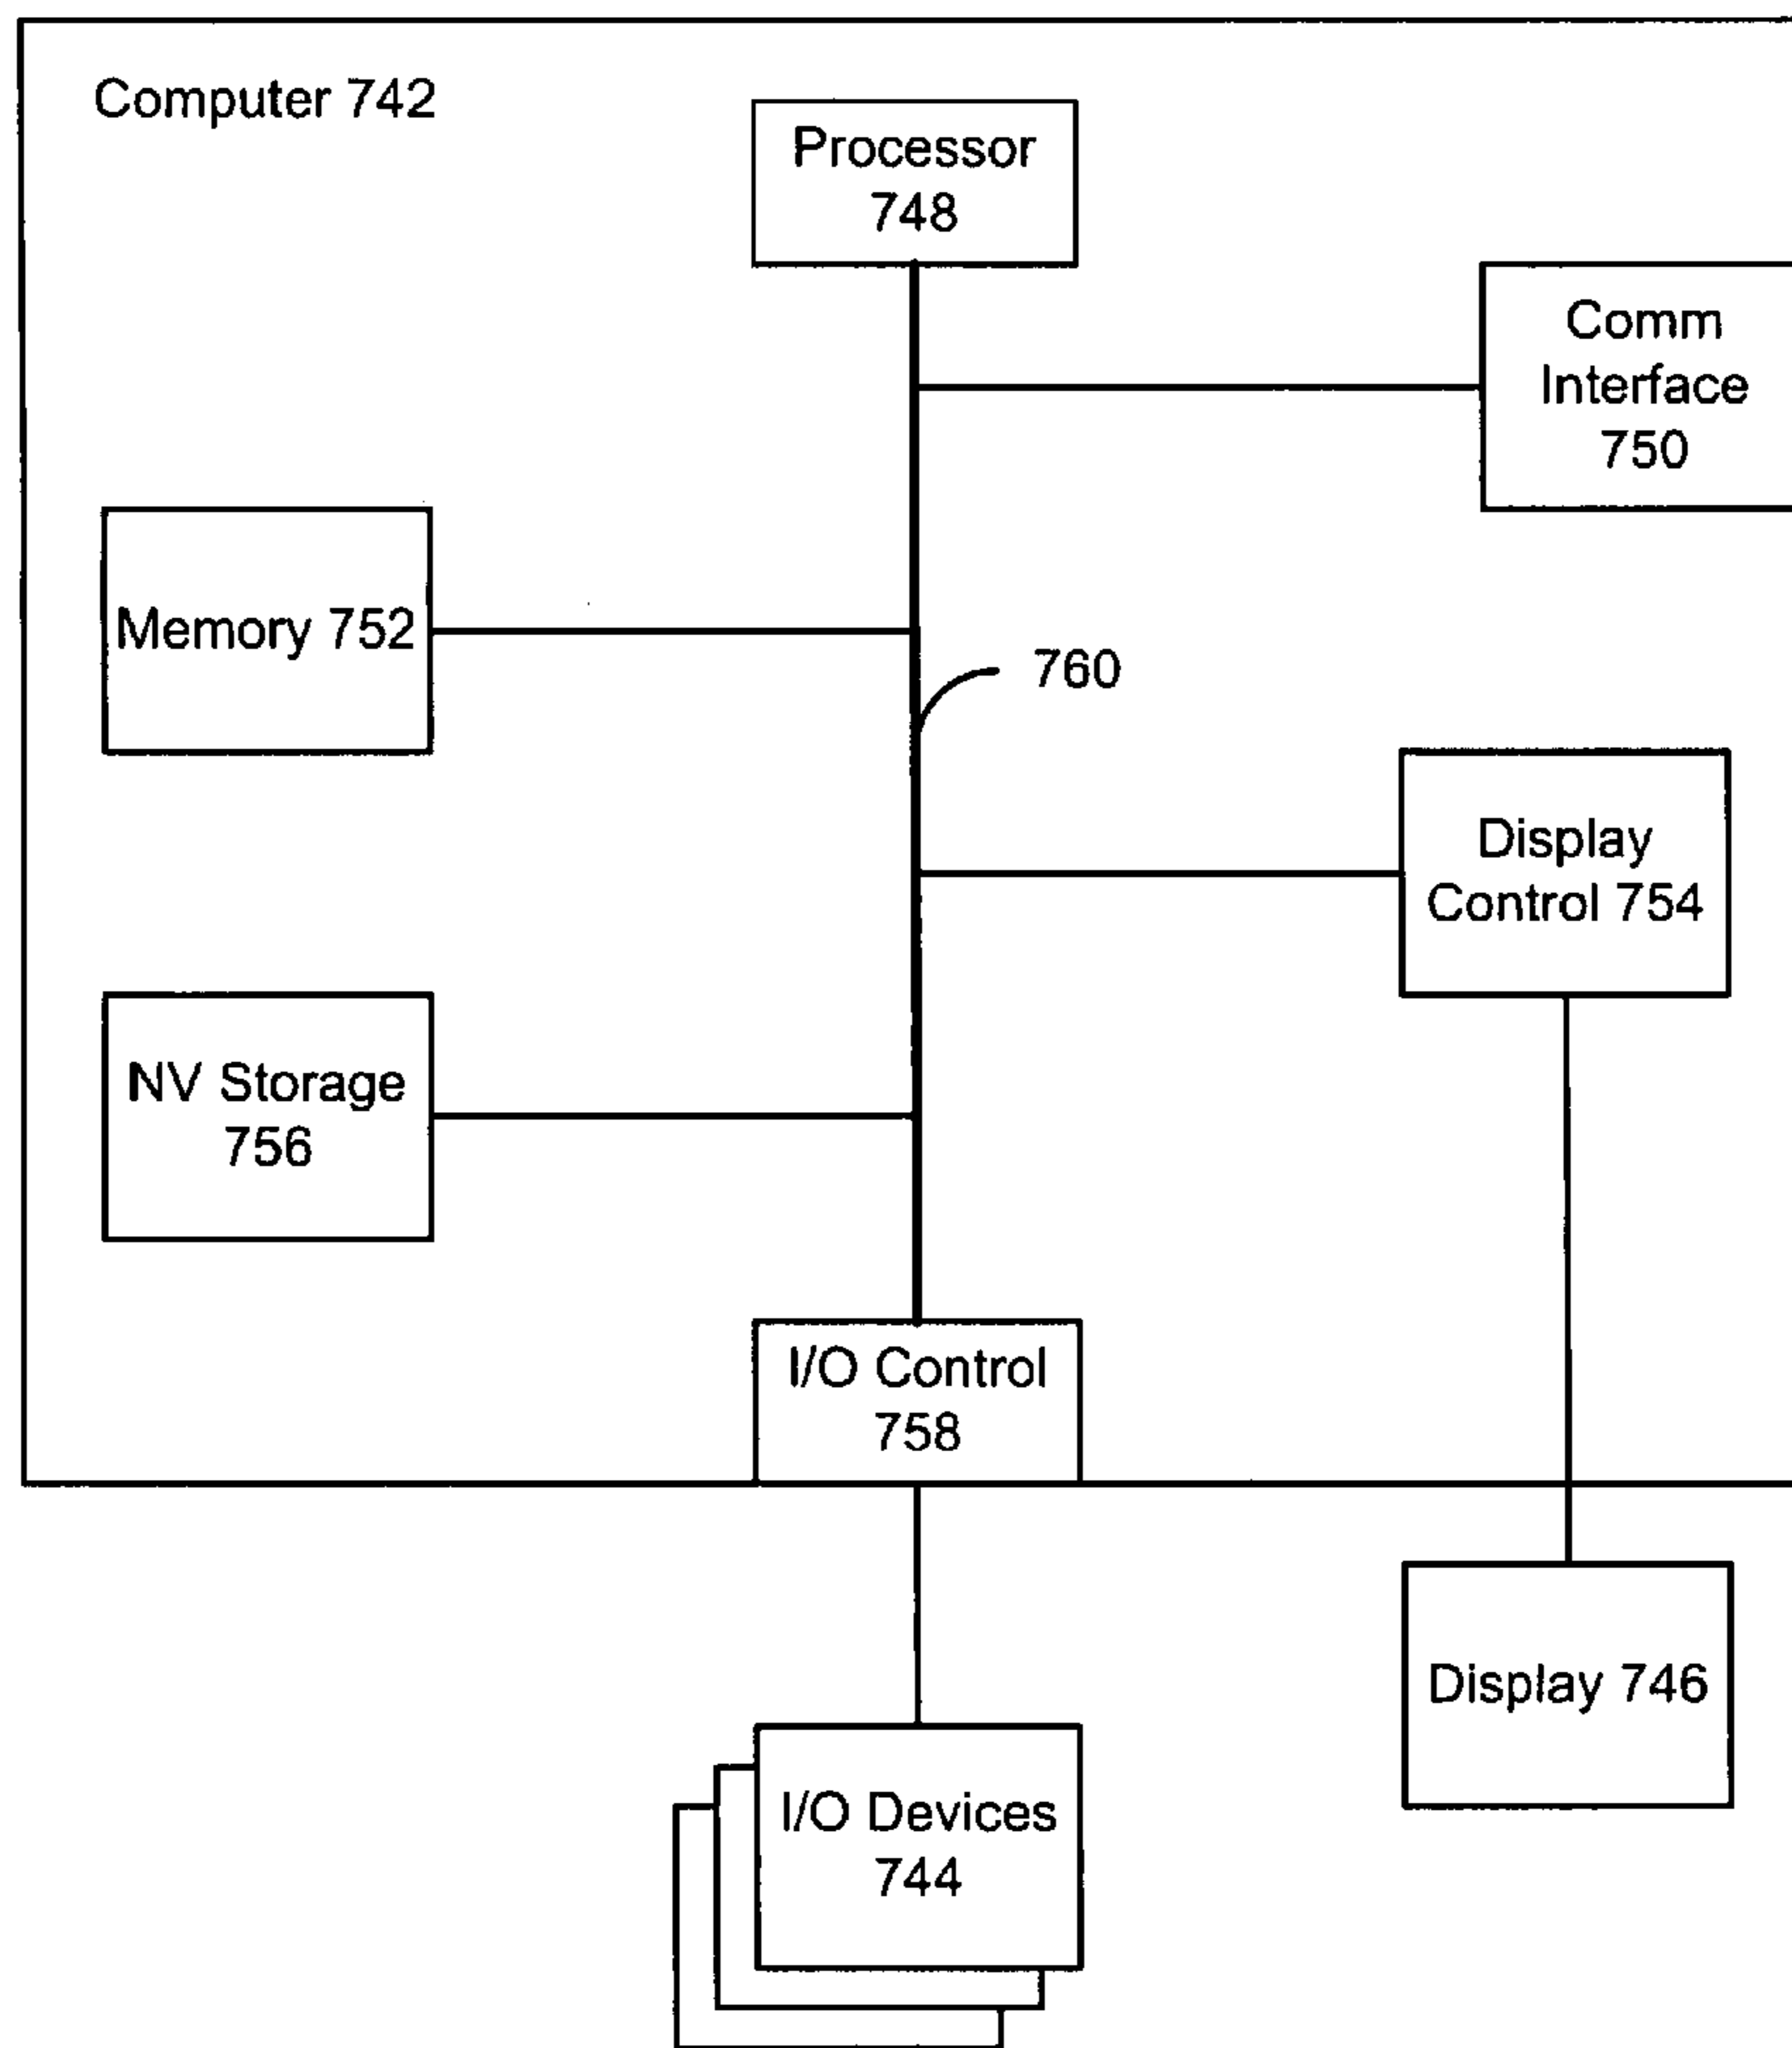 Computer 742
Processor
748
Comm
Interface
750
Memory 752
760
Display
Control 754
NV Storage
756
I/O Control
758
Display 746
I/O Devices
744